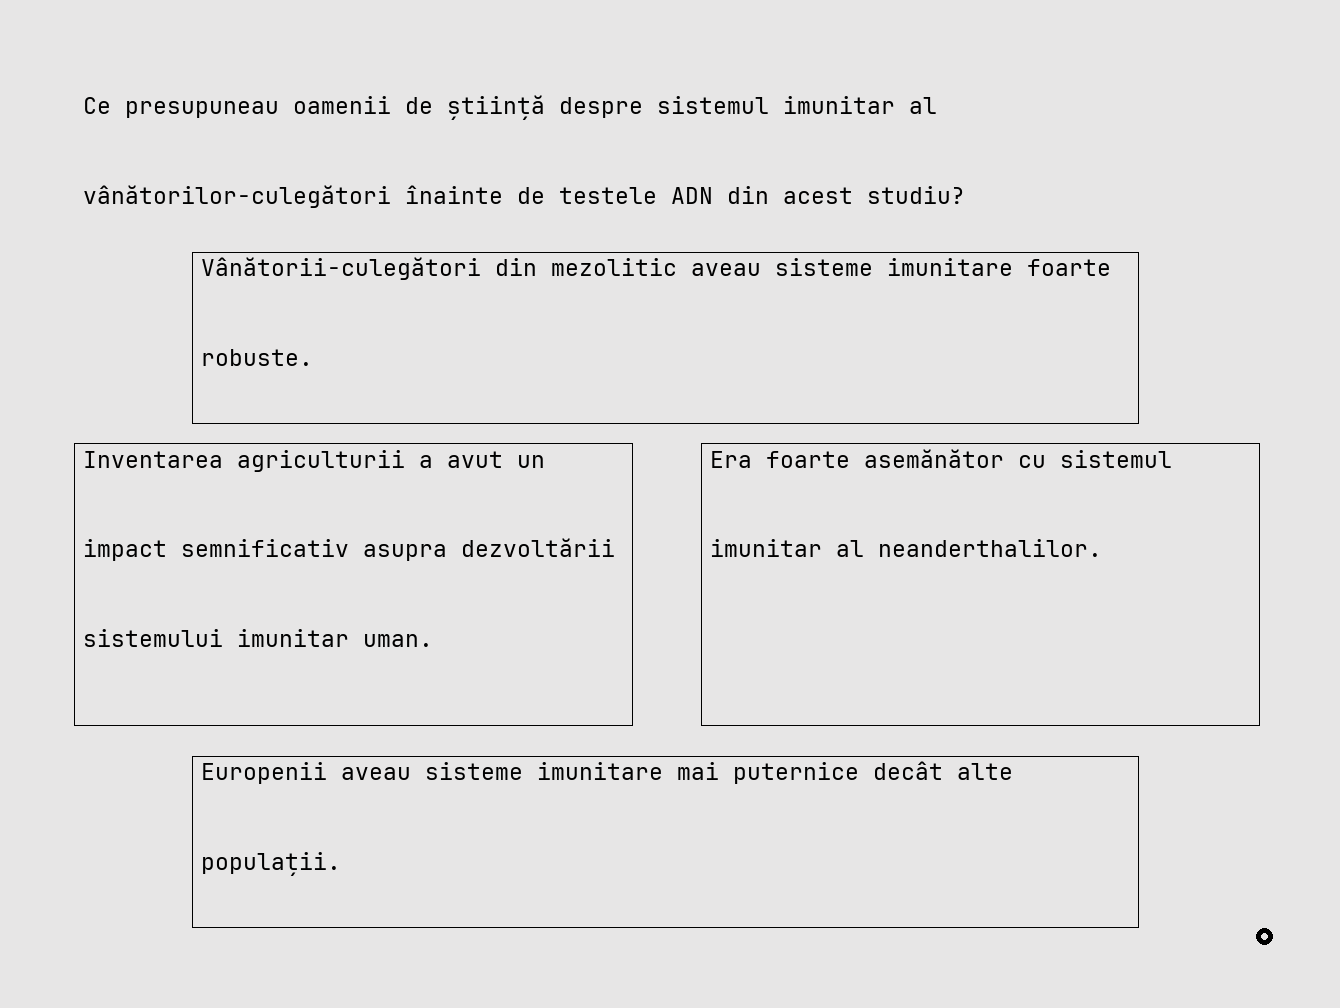 Ce presupuneau oamenii de știință despre sistemul imunitar al
vânătorilor-culegători înainte de testele ADN din acest studiu?
Vânătorii-culegători din mezolitic aveau sisteme imunitare foarte
robuste.
Inventarea agriculturii a avut un
impact semnificativ asupra dezvoltării
sistemului imunitar uman.
Era foarte asemănător cu sistemul
imunitar al neanderthalilor.
Europenii aveau sisteme imunitare mai puternice decât alte
populații.